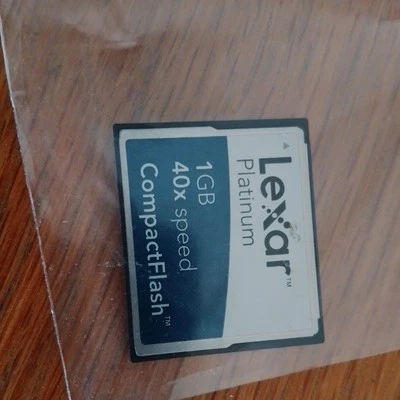 Lexar™
Platinum
1GB
40x speed
CompactFlash™